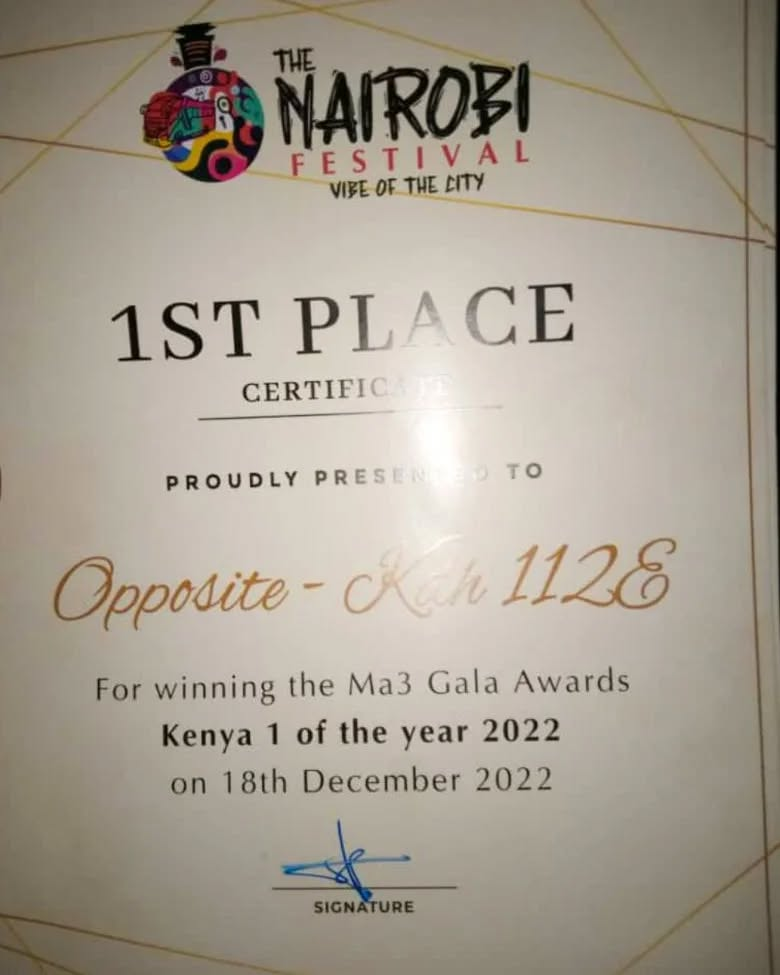 THE
NAIROBI
FESTIVAL
VIBE OF THE CITY
1ST PLACE
CERTIFICATE
PROUDLY PRESENTED TO
Opposite - Kdh 112E
For winning the Ma3 Gala Awards
Kenya 1 of the year 2022
on 18th December 2022
SIGNATURE